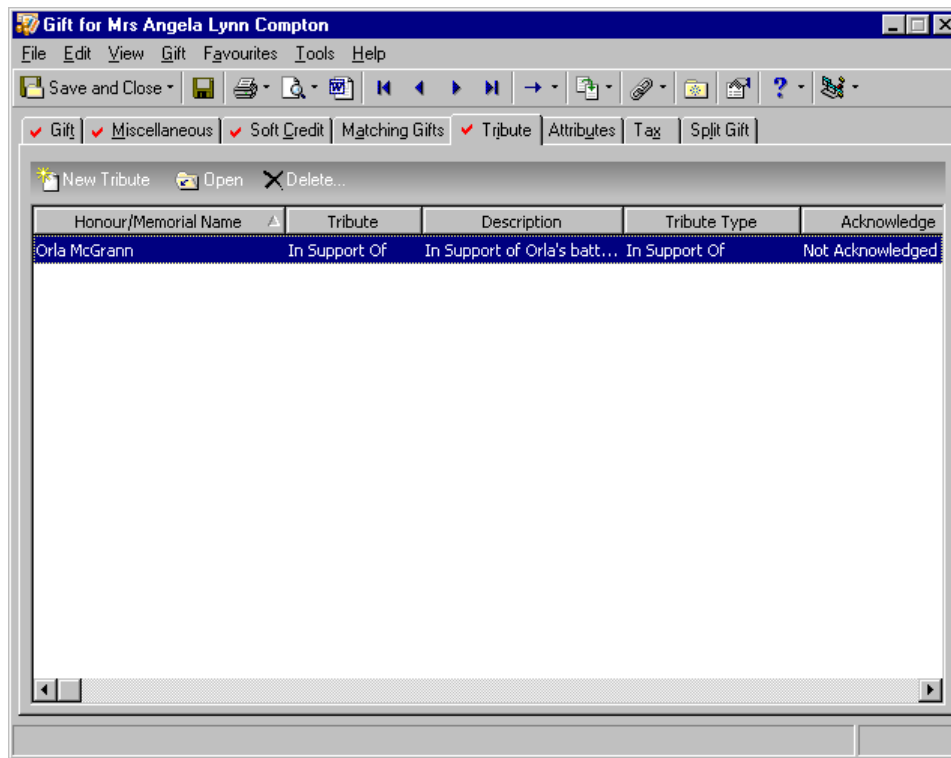 Gift for Mrs Angela Lynn Compton
File Edit View Gift Favourites Tools Help
Save and Close
Gift Miscellaneous Soft Credit Matching Gifts Tribute Attributes Tax Split Gift
New Tribute Open Delete...
Honour/Memorial Name Tribute Description Tribute Type Acknowledge
Orla McGrann In Support Of In Support of Orla's batt... In Support Of Not Acknowledged